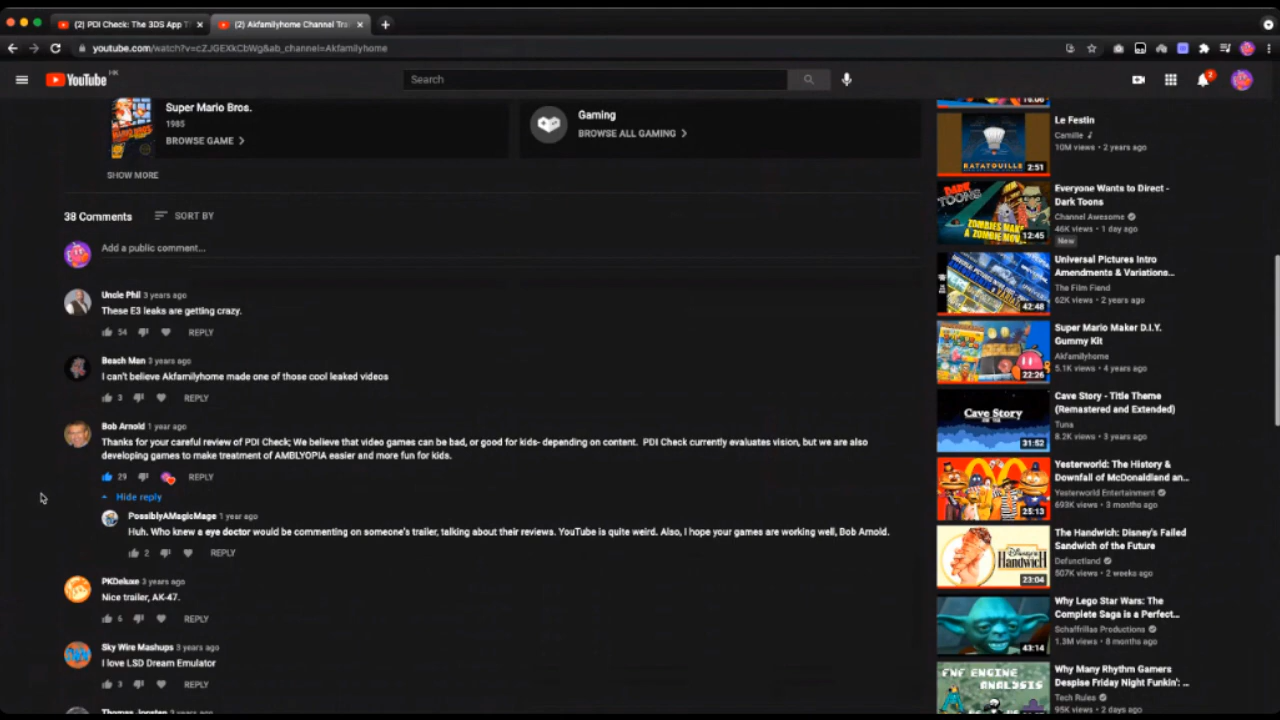 (2) PDI Check: The 3DS App T
(2) Akfamilyhome Channel Tra
youtube.com/watch?v=cZJGEXkCbWg&ab_channel=Akfamilyhome
YouTube HK
Search
2
Super Mario Bros.
1985
BROWSE GAME
Gaming
BROWSE ALL GAMING
SHOW MORE
38 Comments
SORT BY
Add a public comment...
Uncle Phil 3 years ago
These E3 leaks are getting crazy.
54
REPLY
Beach Man 3 years ago
I can't believe Akfamilyhome made one of those cool leaked videos
3
REPLY
Bob Arnold 1 year ago
Thanks for your careful review of PDI Check; We believe that video games can be bad, or good for kids- depending on content. PDI Check currently evaluates vision, but we are also
developing games to make treatment of AMBLYOPIA easier and more fun for kids.
29
REPLY
Hide reply
PossiblyAMagicMage 1 year ago
Huh. Who knew a eye doctor would be commenting on someone's trailer, talking about their reviews. YouTube is quite weird. Also, I hope your games are working well, Bob Arnold.
2
REPLY
PKDeluxe 3 years ago
Nice trailer, AK-47.
6
REPLY
Sky Wire Mashups 3 years ago
I love LSD Dream Emulator
3
REPLY
Le Festin
Camille
10M views • 2 years ago
RATATOUILLE
2:51
Everyone Wants to Direct -
Dark Toons
Channel Awesome
46K views • 1 day ago
New
DARK
TOONS
ZOMBIES MAKE
A ZOMBIE MOV
12:45
Universal Pictures Intro
Amendments & Variations...
The Film Fiend
62K views • 2 years ago
42:48
Super Mario Maker D.I.Y.
Gummy Kit
Akfamilyhome
5.1K views • 4 years ago
22:26
Cave Story - Title Theme
(Remastered and Extended)
Tuna
8.2K views • 3 years ago
Cave Story
31:52
Yesterworld: The History &
Downfall of McDonaldland an...
Yesterworld Entertainment
693K views • 3 months ago
25:13
The Handwich: Disney's Failed
Sandwich of the Future
Defunctland
507K views • 2 weeks ago
HANDWICH
23:04
Why Lego Star Wars: The
Complete Saga is a Perfect...
Schaffrillas Productions
1.3M views • 8 months ago
43:14
Why Many Rhythm Gamers
Despise Friday Night Funkin': ...
Tech Rules
95K views • 2 days ago
FNF ENGINE
ANALYSIS